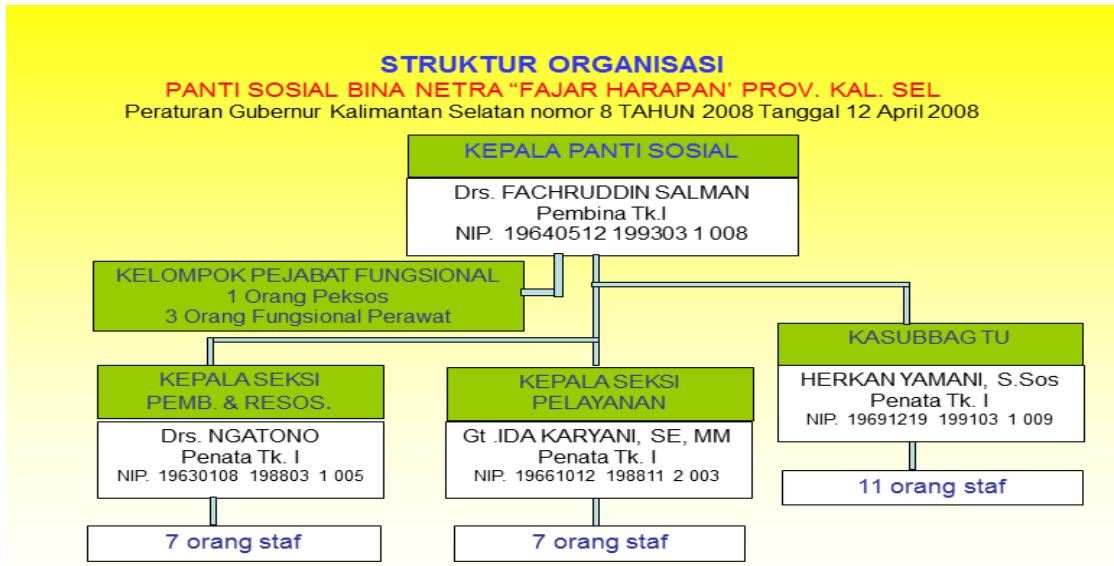 STRUKTUR ORGANISASI
PANTI SOSIAL BINA NETRA “FAJAR HARAPAN’ PROV. KAL. SEL
Peraturan Gubernur Kalimantan Selatan nomor 8 TAHUN 2008 Tanggal 12 April 2008
KEPALA PANTI SOSIAL
Drs. FACHRUDDIN SALMAN
Pembina Tk.I
NIP. 19640512 199303 1 008
KELOMPOK PEJABAT FUNGSIONAL
1 Orang Peksos
3 Orang Fungsional Perawat
KASUBBAG TU
HERKAN YAMANI, S.Sos
Penata Tk. I
NIP. 19691219 199103 1 009
11 orang staf
KEPALA SEKSI
PEMB. & RESOS.
Drs. NGATONO
Penata Tk. I
NIP. 19630108 198803 1 005
7 orang staf
KEPALA SEKSI
PELAYANAN
Gt .IDA KARYANI, SE, MM
Penata Tk. I
NIP. 19661012 198811 2 003
7 orang staf